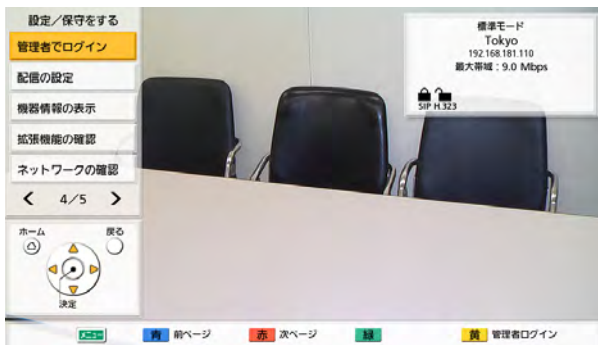 設定／保守をする
管理者でログイン
配信の設定
機器情報の表示
拡張機能の確認
ネットワークの確認
4／5
ホーム
戻る
決定
標準モード
Tokyo
192.168.181.110
最大帯域：9.0 Mbps
SIP H.323
メニュー
青 前ページ
赤 次ページ
緑
黄 管理者ログイン